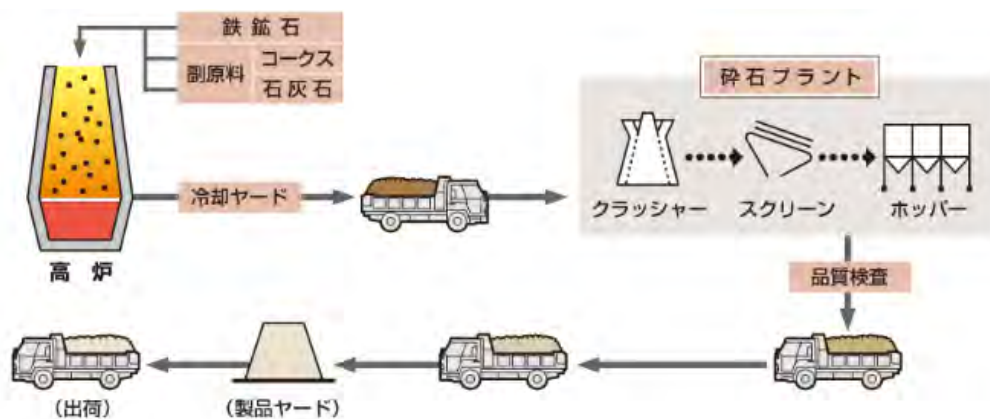 鉄鉱石
副原料
コークス
石灰石
高炉
冷却ヤード
砕石プラント
クラッシャー
スクリーン
ホッパー
品質検査
(製品ヤード)
(出荷)